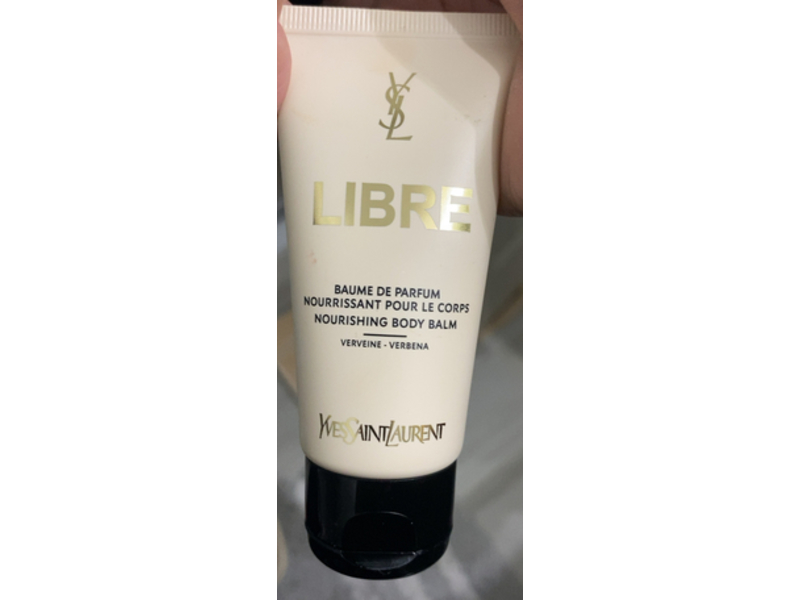 YSL
LIBRE
BAUME DE PARFUM
NOURRISSANT POUR LE CORPS
NOURISHING BODY BALM
VERVEINE - VERBENA
YVESSAINTLAURENT